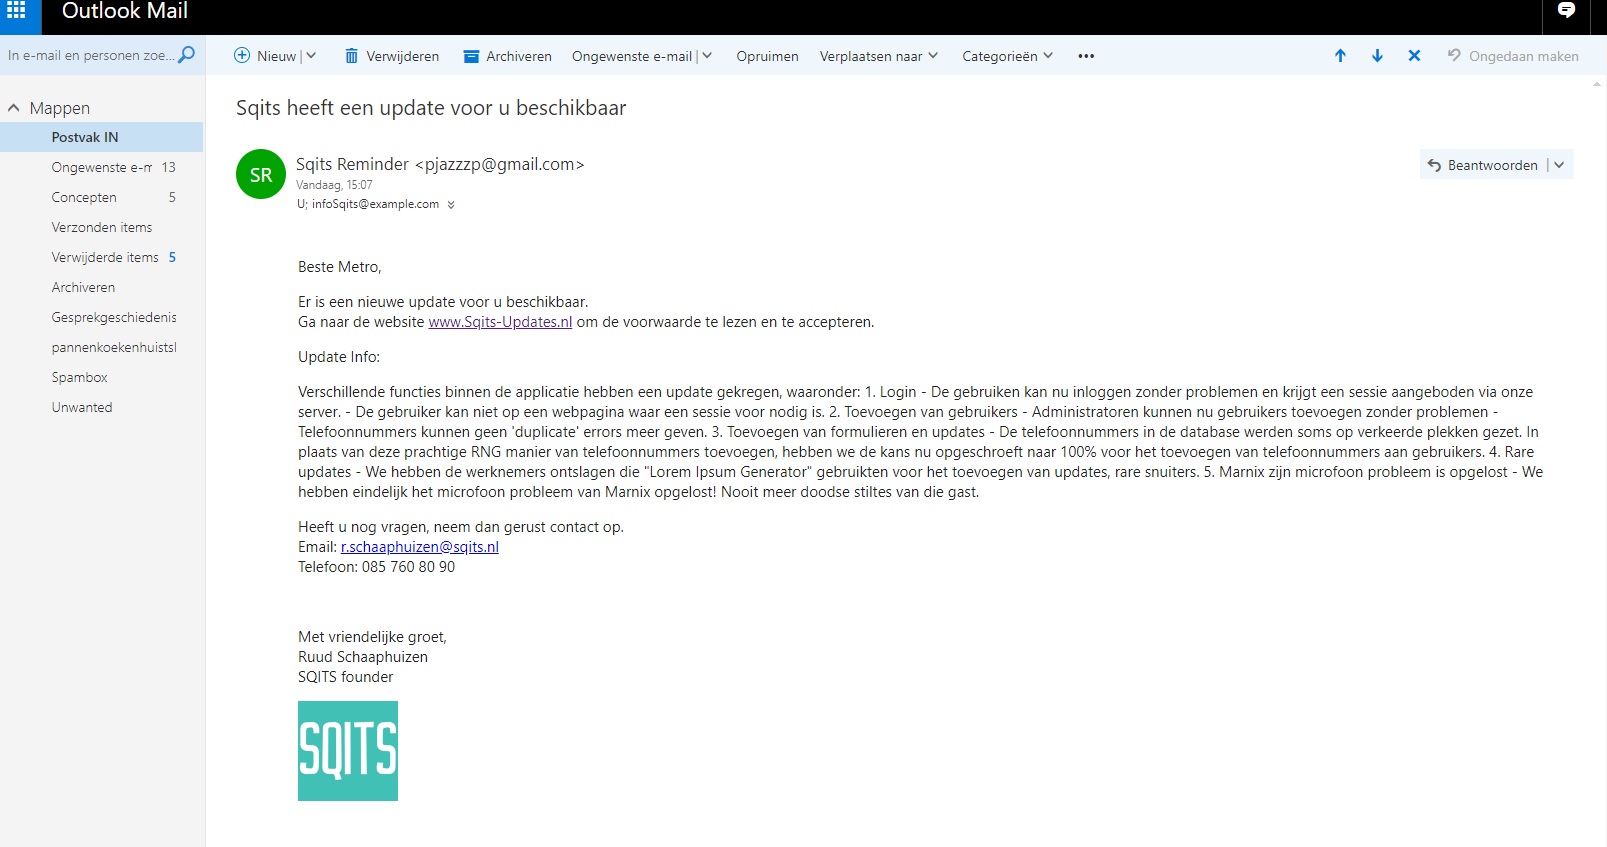 Outlook Mail
In e-mail en personen zoe...
Nieuw
Verwijderen
Archiveren
Ongewenste e-mail
Opruimen
Verplaatsen naar
Categorieën
Ongedaan maken
Mappen
Postvak IN
Ongewenste e-m 13
Concepten 5
Verzonden items
Verwijderde items 5
Archiveren
Gesprekgeschiedenis
pannenkoekenhuistsl
Spambox
Unwanted
Sqits heeft een update voor u beschikbaar
SR
Sqits Reminder <pjazzzp@gmail.com>
Vandaag, 15:07
U; infoSqits@example.com
Beantwoorden
Beste Metro,
Er is een nieuwe update voor u beschikbaar.
Ga naar de website www.Sqits-Updates.nl om de voorwaarde te lezen en te accepteren.
Update Info:
Verschillende functies binnen de applicatie hebben een update gekregen, waaronder: 1. Login - De gebruiken kan nu inloggen zonder problemen en krijgt een sessie aangeboden via onze
server. - De gebruiker kan niet op een webpagina waar een sessie voor nodig is. 2. Toevoegen van gebruikers - Administratoren kunnen nu gebruikers toevoegen zonder problemen -
Telefoonnummers kunnen geen 'duplicate' errors meer geven. 3. Toevoegen van formulieren en updates - De telefoonnummers in de database werden soms op verkeerde plekken gezet. In
plaats van deze prachtige RNG manier van telefoonnummers toevoegen, hebben we de kans nu opgeschroeft naar 100% voor het toevoegen van telefoonnummers aan gebruikers. 4. Rare
updates - We hebben de werknemers ontslagen die "Lorem Ipsum Generator" gebruikten voor het toevoegen van updates, rare snuiters. 5. Marnix zijn microfoon probleem is opgelost - We
hebben eindelijk het microfoon probleem van Marnix opgelost! Nooit meer doodse stiltes van die gast.
Heeft u nog vragen, neem dan gerust contact op.
Email: r.schaaphuizen@sqits.nl
Telefoon: 085 760 80 90
Met vriendelijke groet,
Ruud Schaaphuizen
SQITS founder
SQITS